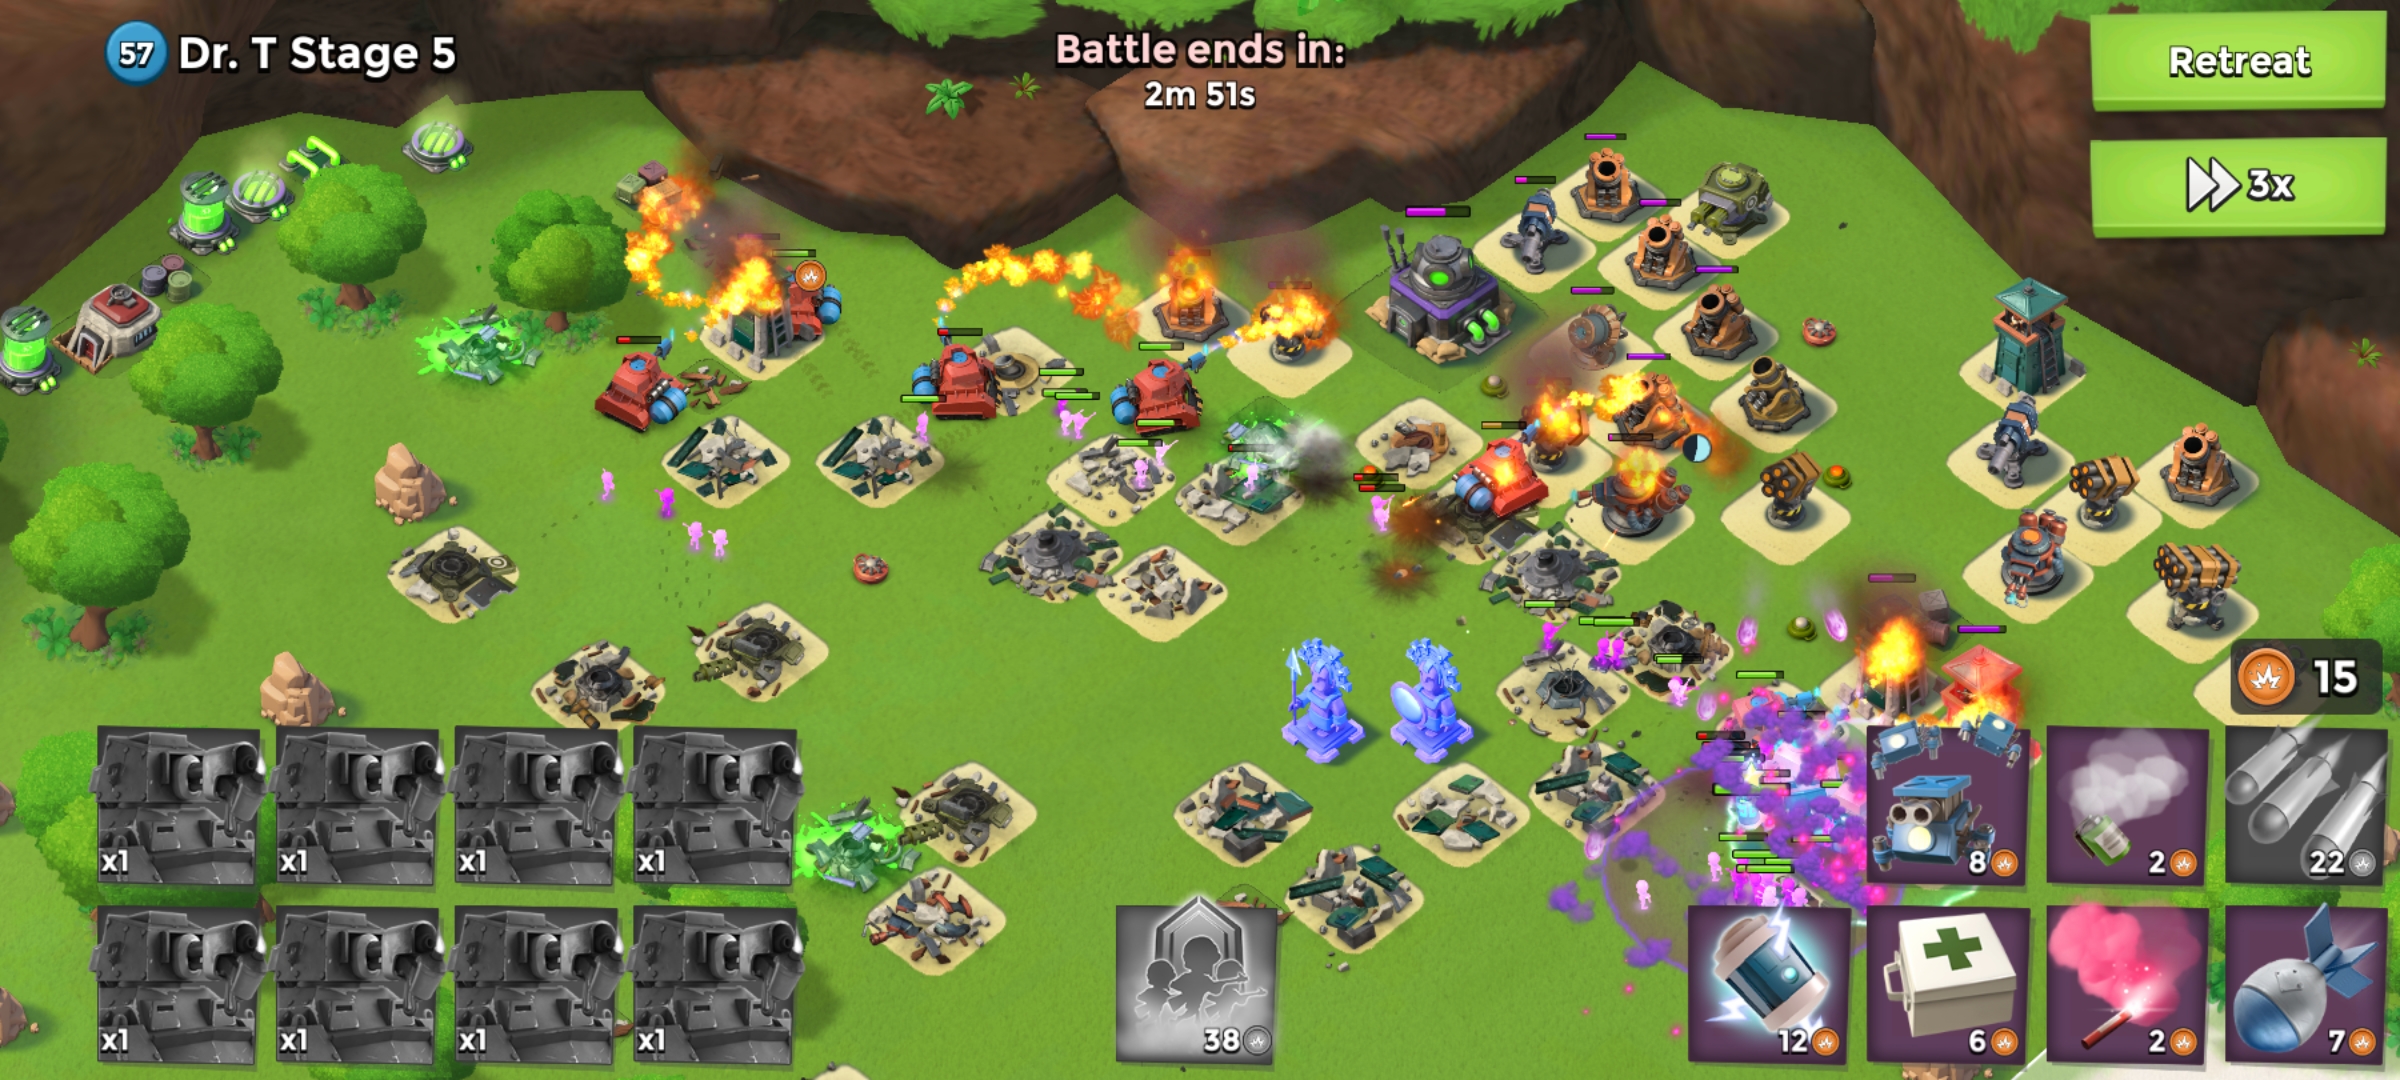 57 Dr. T Stage 5
Battle ends in:
2m 51s
Retreat
3x
15
x1
x1
x1
x1
8
2
22
x1
x1
x1
x1
38
12
6
2
7